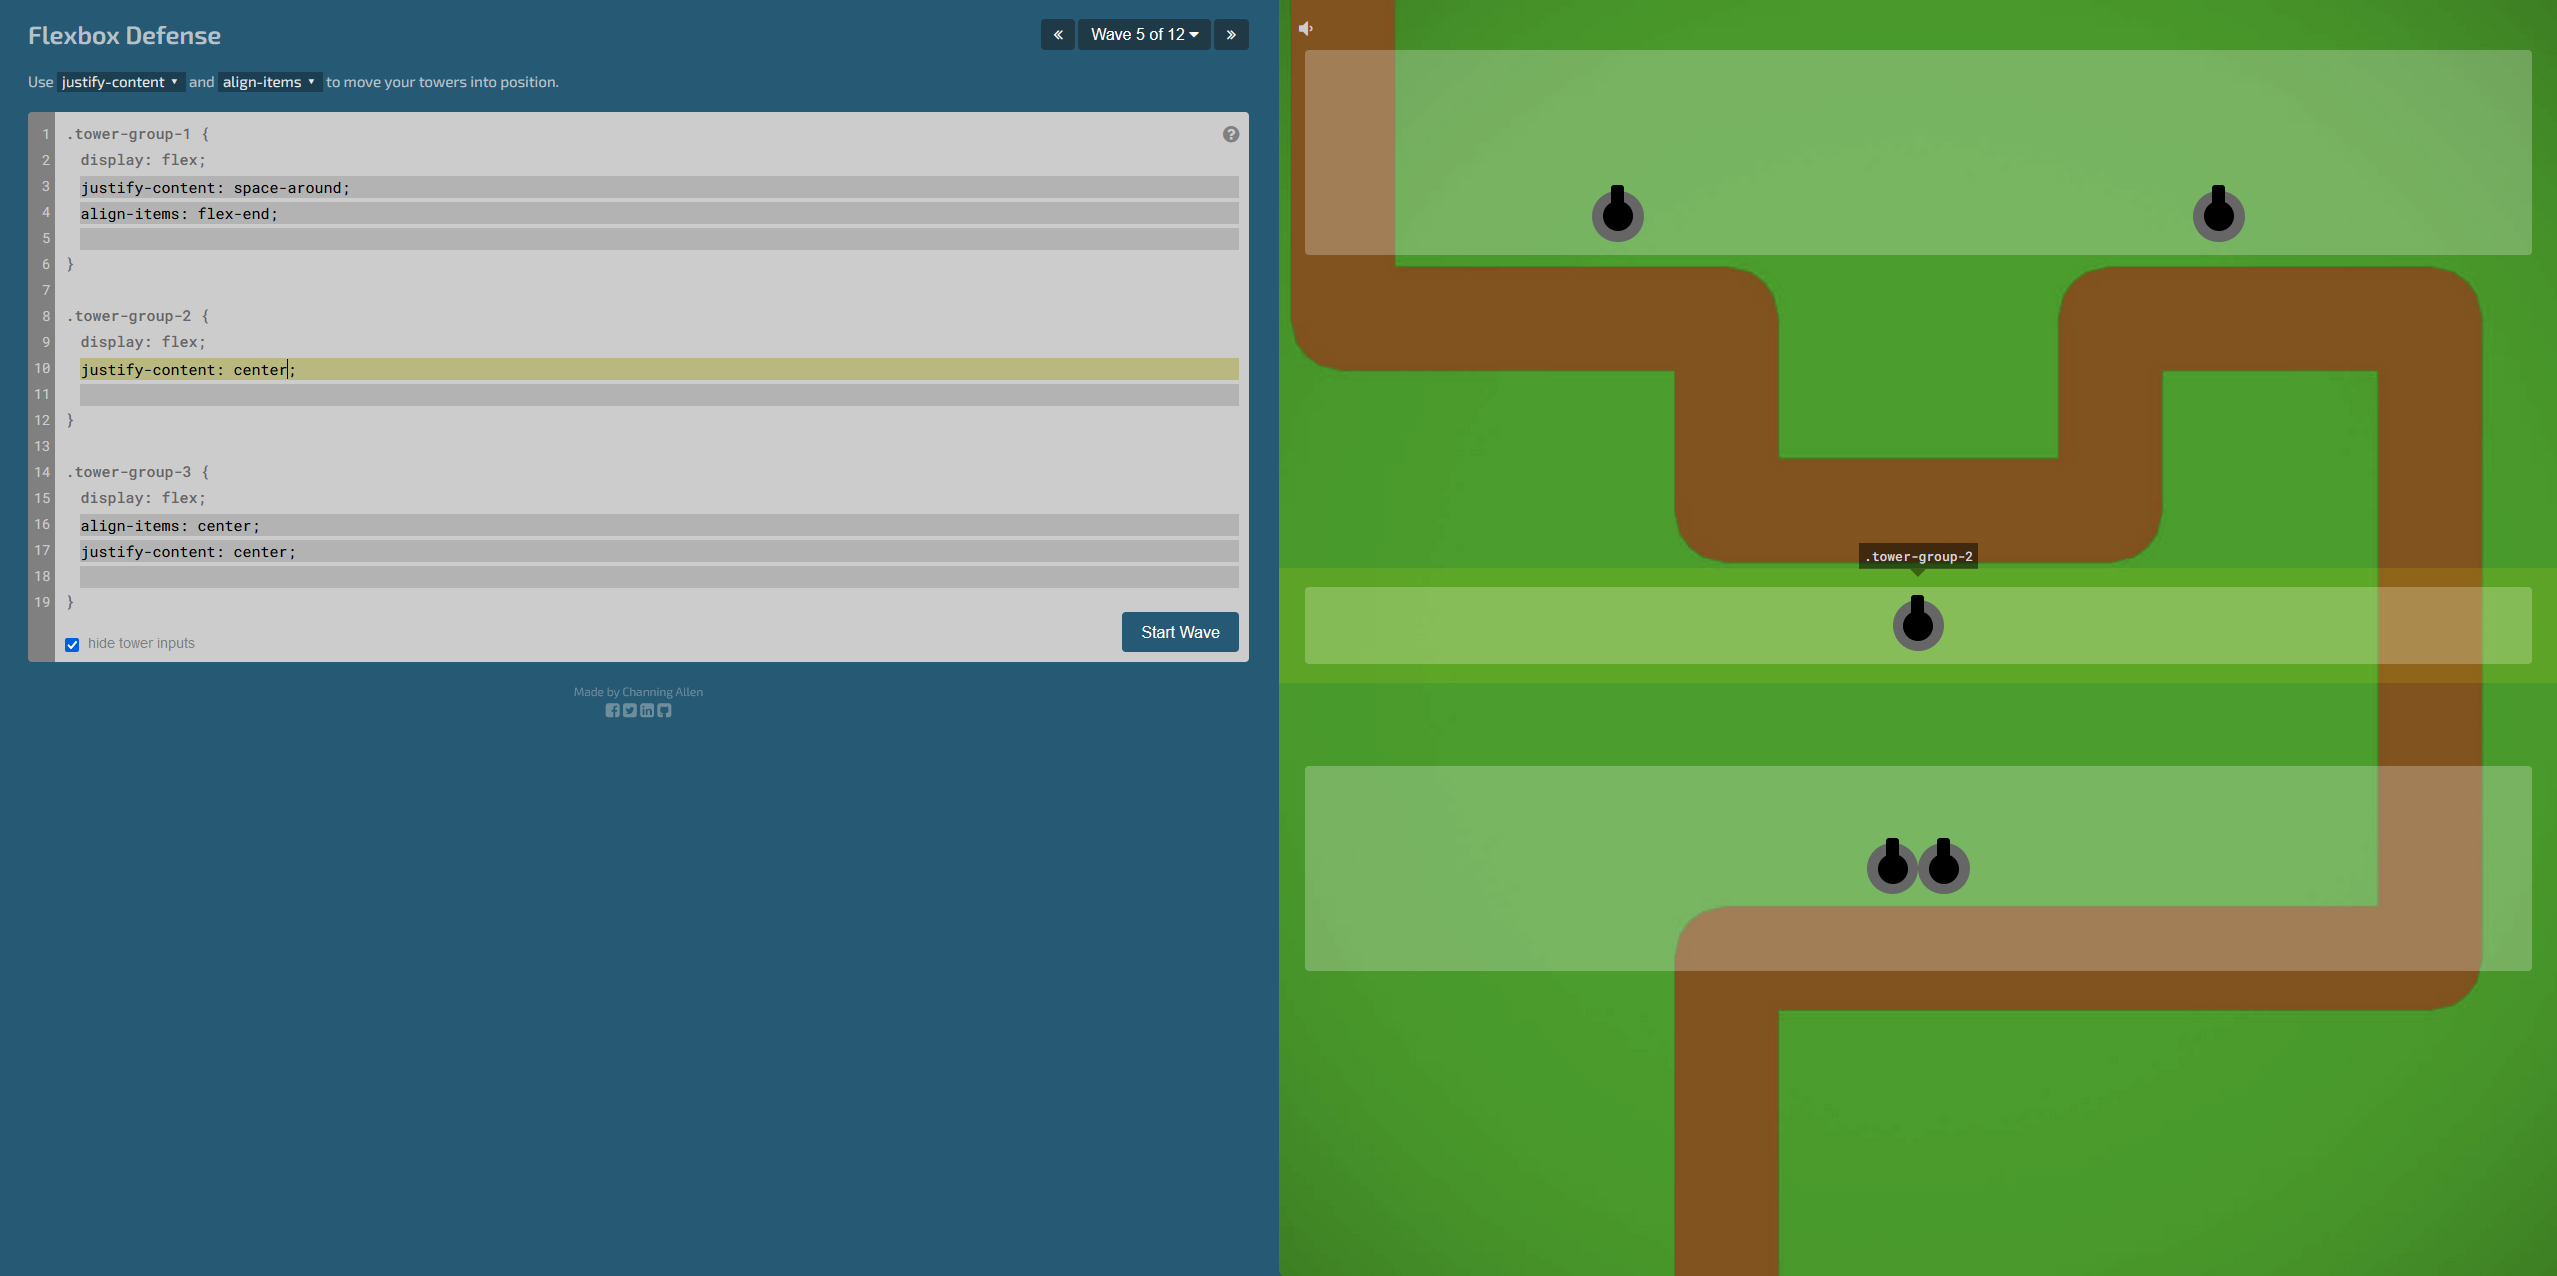 Flexbox Defense
« Wave 5 of 12 »
Use justify-content and align-items to move your towers into position.
1 .tower-group-1 {
2 display: flex;
3 justify-content: space-around;
4 align-items: flex-end;
5
6 }
7
8 .tower-group-2 {
9 display: flex;
10 justify-content: center;
11
12 }
13
14 .tower-group-3 {
15 display: flex;
16 align-items: center;
17 justify-content: center;
18
19 }
hide tower inputs
Start Wave
Made by Channing Allen
.tower-group-2